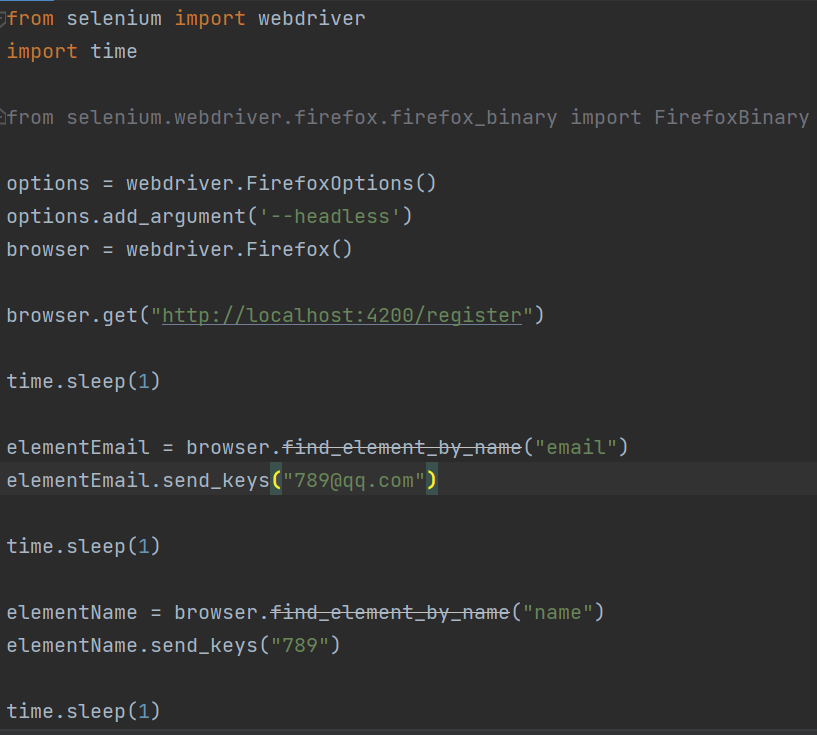 from selenium import webdriver
import time
from selenium.webdriver.firefox.firefox_binary import FirefoxBinary
options = webdriver.FirefoxOptions()
options.add_argument('--headless')
browser = webdriver.Firefox()
browser.get("http://localhost:4200/register")
time.sleep(1)
elementEmail = browser.find_element_by_name("email")
elementEmail.send_keys("789@qq.com")
time.sleep(1)
elementName = browser.find_element_by_name("name")
elementName.send_keys("789")
time.sleep(1)